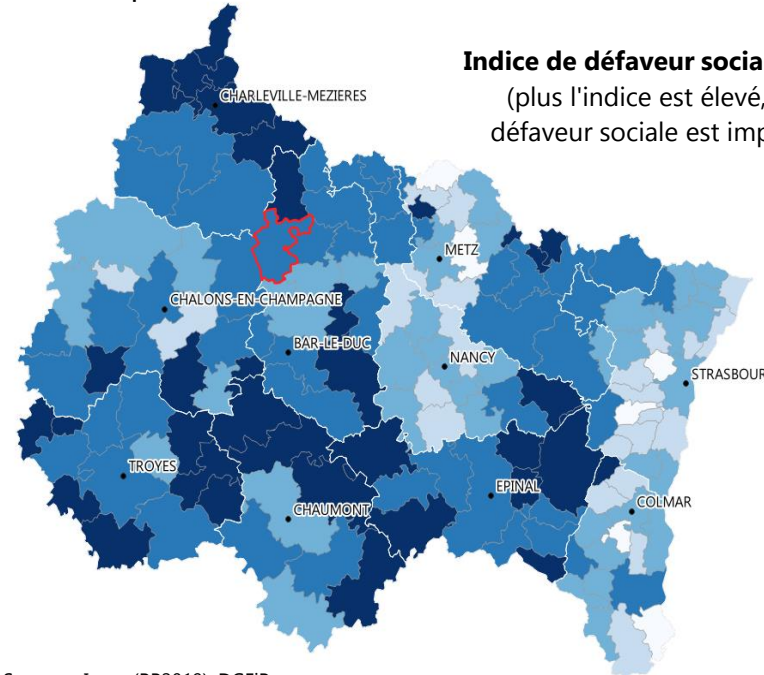 Indice de défaveur socia
(plus l'indice est élevé,
défaveur sociale est imp
CHARLEVILLE-MEZIERES
METZ
CHALONS-EN-CHAMPAGNE
BAR-LE-DUC
NANCY
STRASBOUR
TROYES
EPINAL
CHAUMONT
COLMAR